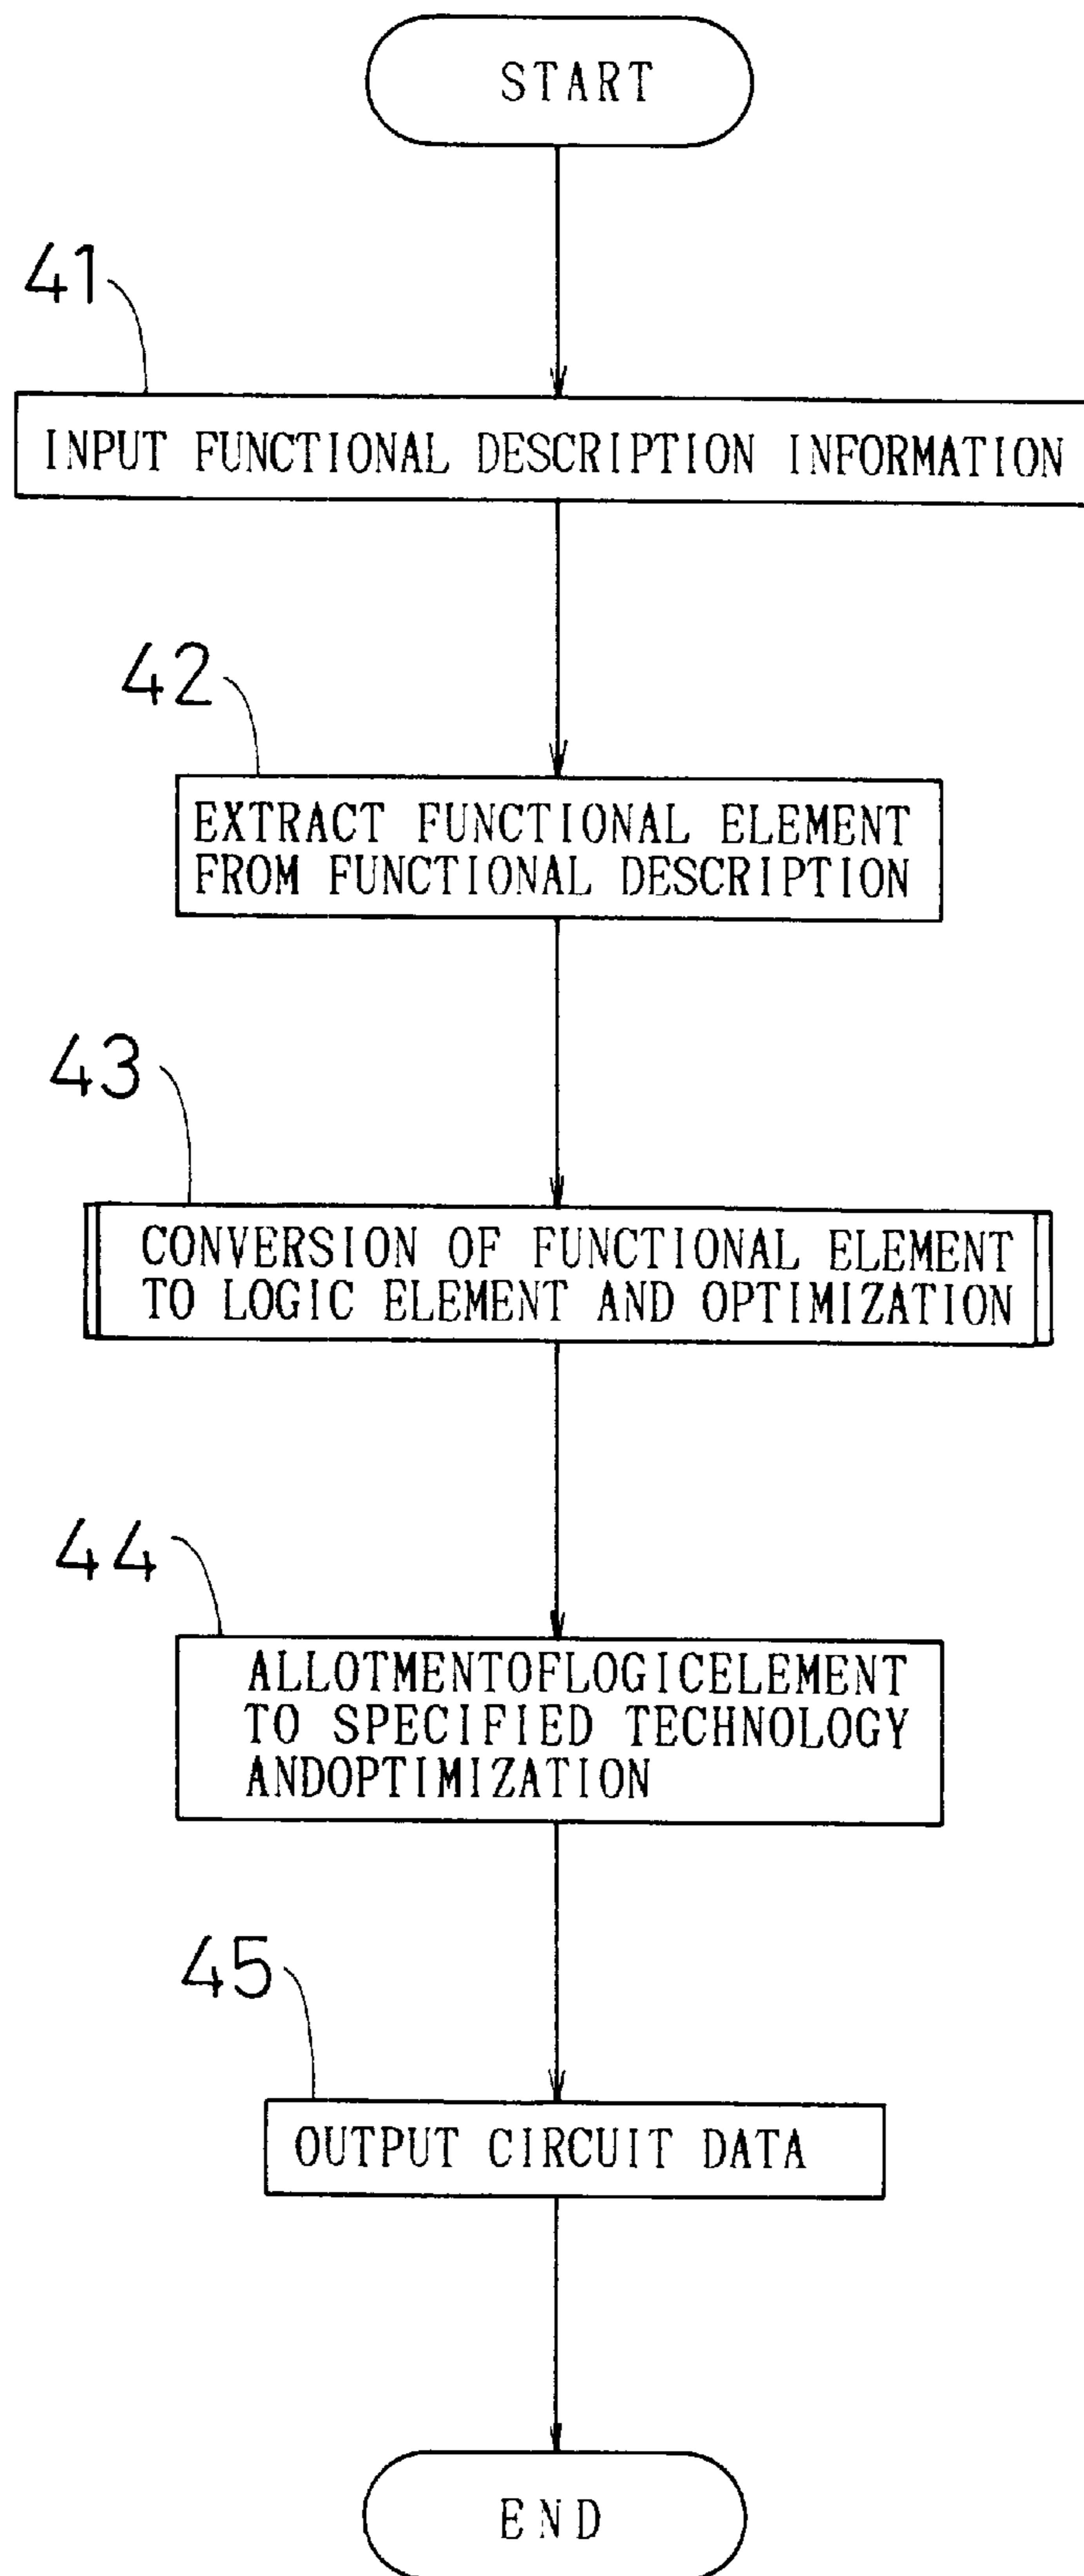 START
41
INPUT FUNCTIONAL DESCRIPTION INFORMATION
42
EXTRACT FUNCTIONAL ELEMENT
FROM FUNCTIONAL DESCRIPTION
43
CONVERSION OF FUNCTIONAL ELEMENT
TO LOGIC ELEMENT AND OPTIMIZATION
44
ALLOTMENTOFLOGICELEMENT
TO SPECIFIED TECHNOLOGY
ANDOPTIMIZATION
45
OUTPUT CIRCUIT DATA
END